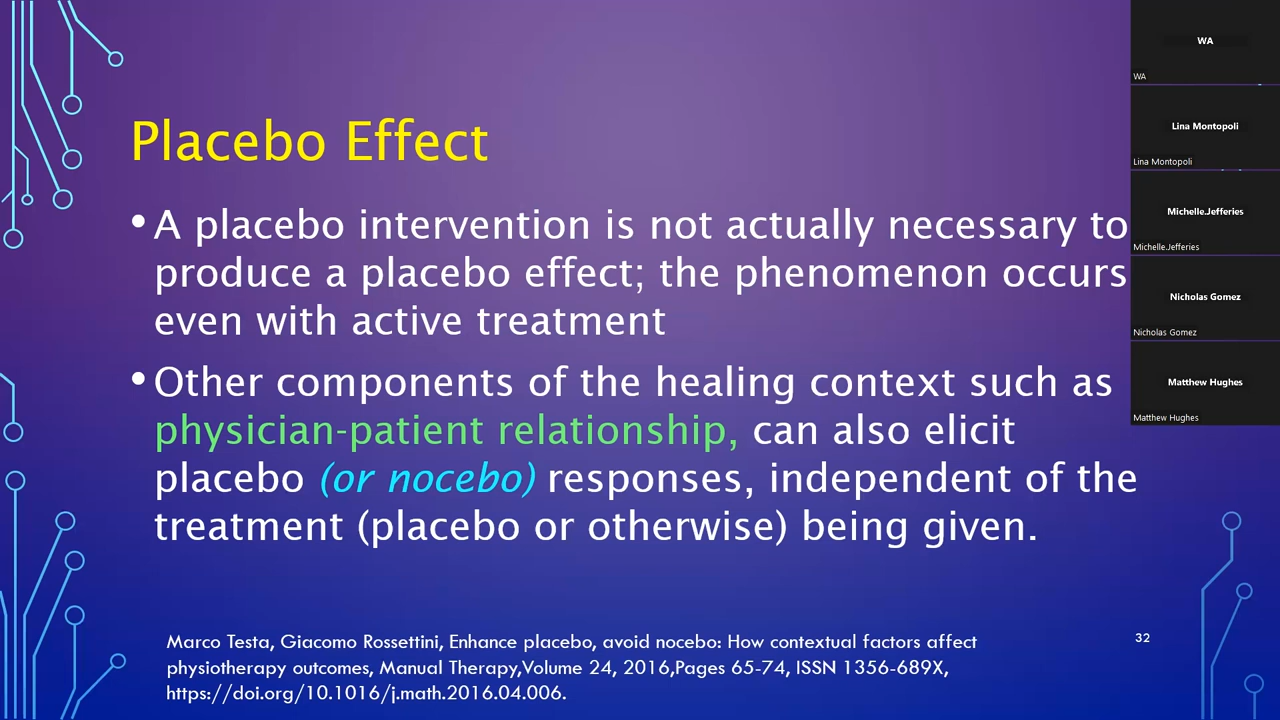 Placebo Effect
• A placebo intervention is not actually necessary to
produce a placebo effect; the phenomenon occurs
even with active treatment
• Other components of the healing context such as
physician-patient relationship, can also elicit
placebo (or nocebo) responses, independent of the
treatment (placebo or otherwise) being given.
Marco Testa, Giacomo Rossettini, Enhance placebo, avoid nocebo: How contextual factors affect
physiotherapy outcomes, Manual Therapy,Volume 24, 2016,Pages 65-74, ISSN 1356-689X,
https://doi.org/10.1016/j.math.2016.04.006.
32
WA
WA
Lina Montopoli
Lina Montopoli
Michelle.Jefferies
Michelle.Jefferies
Nicholas Gomez
Nicholas Gomez
Matthew Hughes
Matthew Hughes